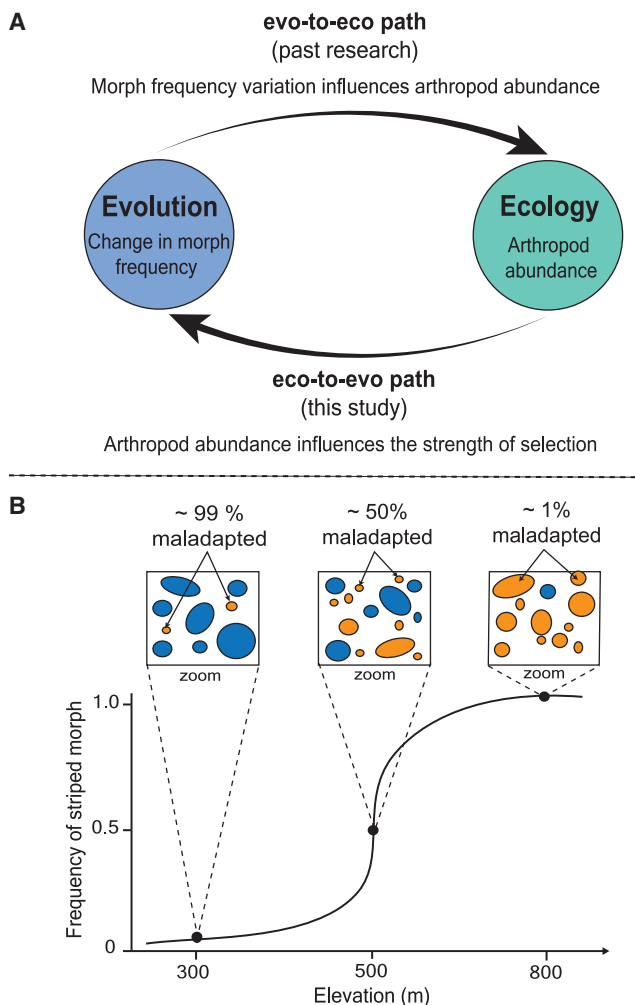 A
evo-to-eco path
(past research)
Morph frequency variation influences arthropod abundance
Evolution
Change in morph
frequency
Ecology
Arthropod
abundance
eco-to-evo path
(this study)
Arthropod abundance influences the strength of selection
B
~ 99 %
maladapted
~ 50%
maladapted
~ 1%
maladapted
zoom
zoom
zoom
Frequency of striped morph
1.0
0.5
0
300
500
800
Elevation (m)